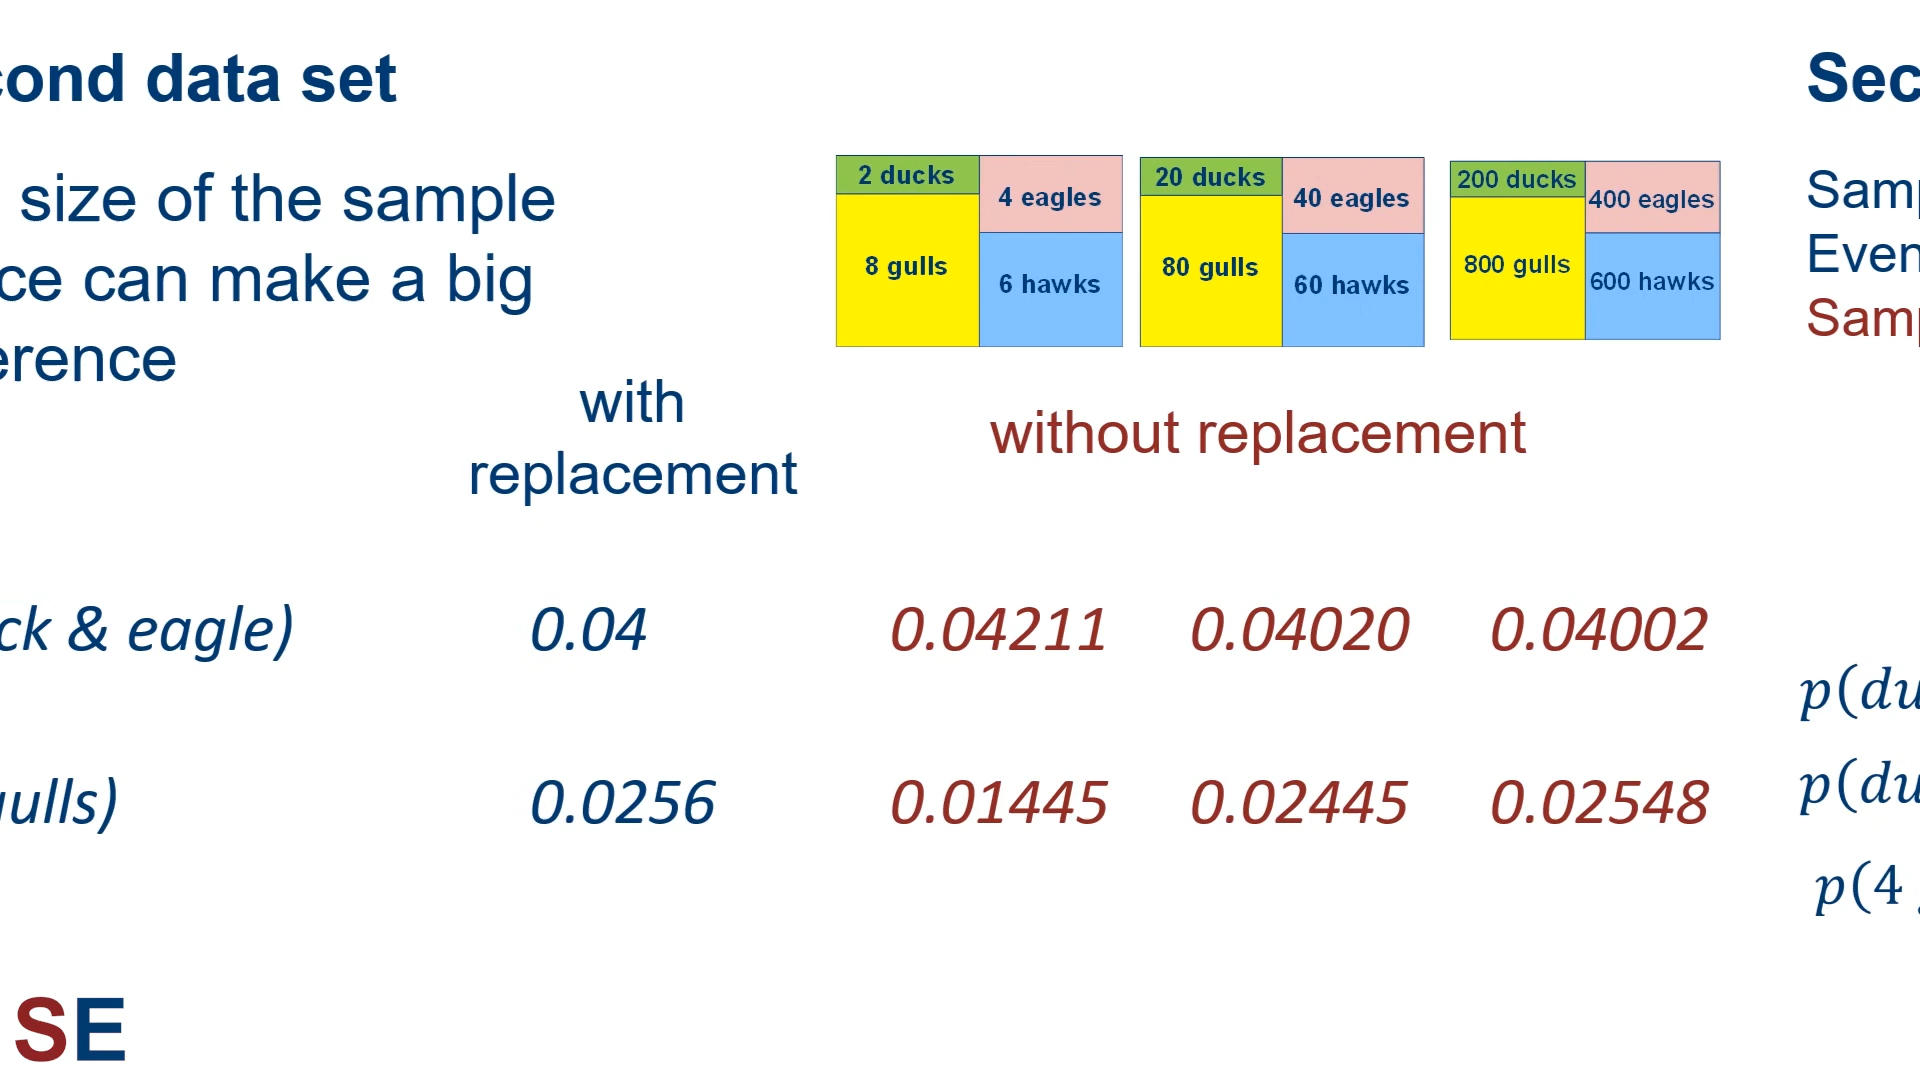 cond data set
size of the sample
ce can make a big
erence
2 ducks
4 eagles
8 gulls
6 hawks
20 ducks
40 eagles
80 gulls
60 hawks
200 ducks
400 eagles
800 gulls
600 hawks
with
replacement
without replacement
ck & eagle) 0.04 0.04211 0.04020 0.04002
gulls) 0.0256 0.01445 0.02445 0.02548
SE
Sec
Samp
Even
Samp
p(du
p(du
p(4